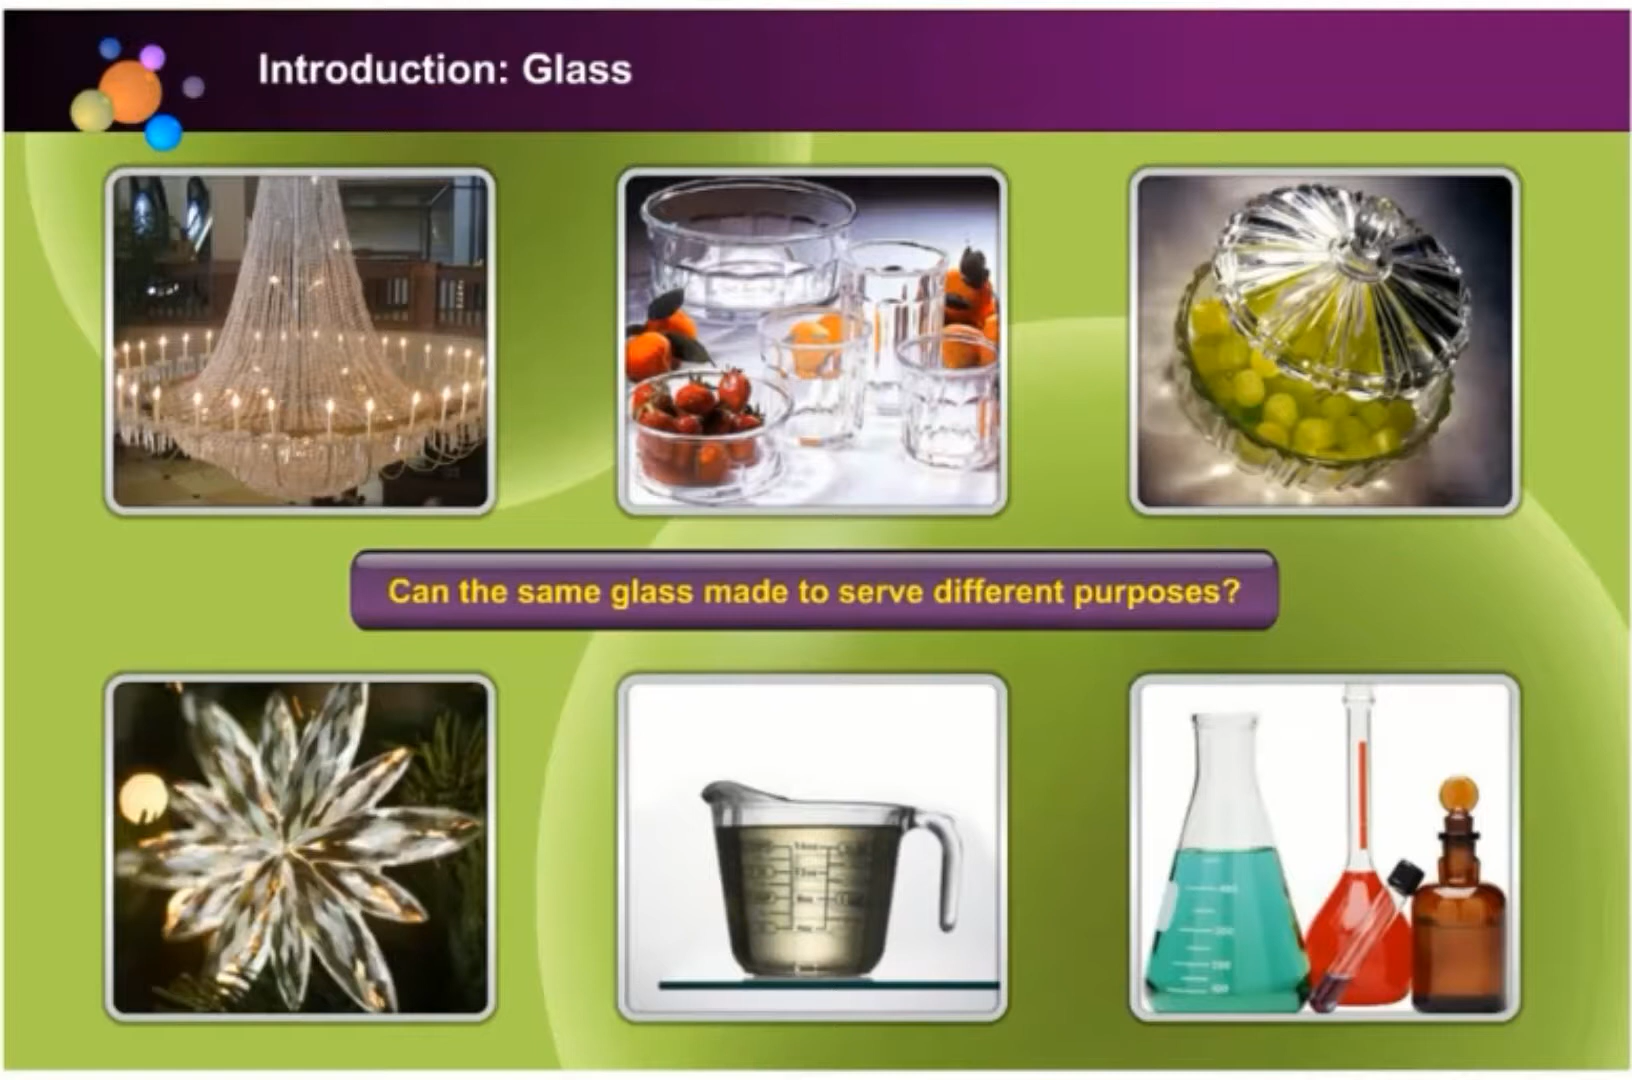 Introduction: Glass
Can the same glass made to serve different purposes?